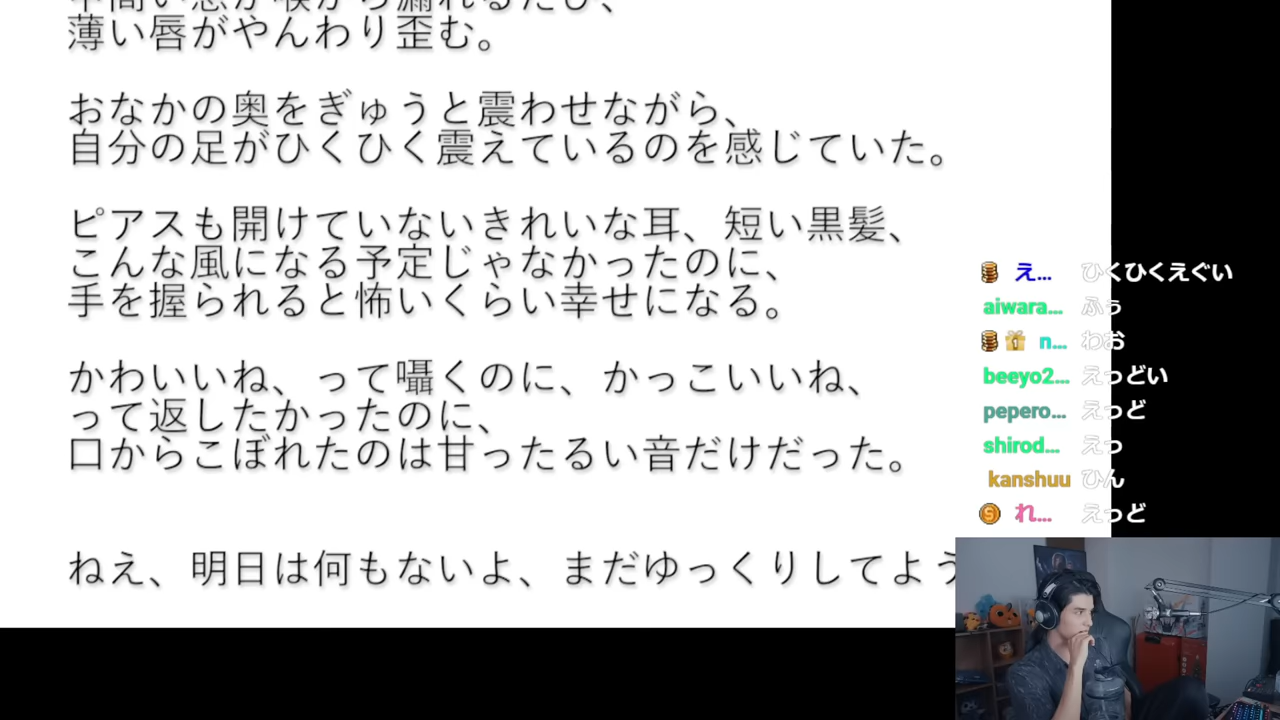 薄い唇がやんわり歪む。
おなかの奥をぎゅうと震わせながら、
自分の足がひくひく震えているのを感じていた。
ピアスも開けていないきれいな耳、短い黒髪、
こんな風になる予定じゃなかったのに、
手を握られると怖いくらい幸せになる。
かわいいね、って囁くのに、かっこいいね、
って返したかったのに、
口からこぼれたのは甘ったるい音だけだった。
ねえ、明日は何もないよ、まだゆっくりしてよう
え... ひくひくえぐい
aiwara... ふぅ
n... わお
beeyo2... えっどい
pepero... えっど
shirod... えっ
kanshuu ひん
れ... えっど